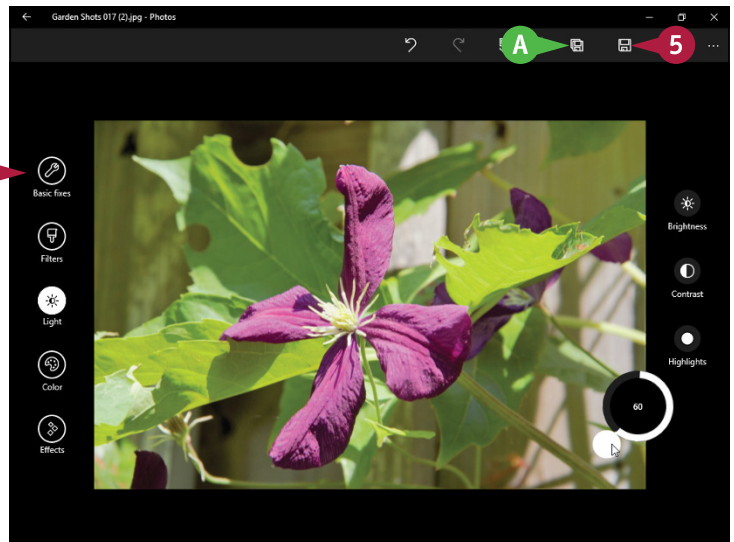 Garden Shots 017 (2).jpg - Photos
A
5
Basic fixes
Filters
Light
Color
Effects
Brightness
Contrast
Highlights
60